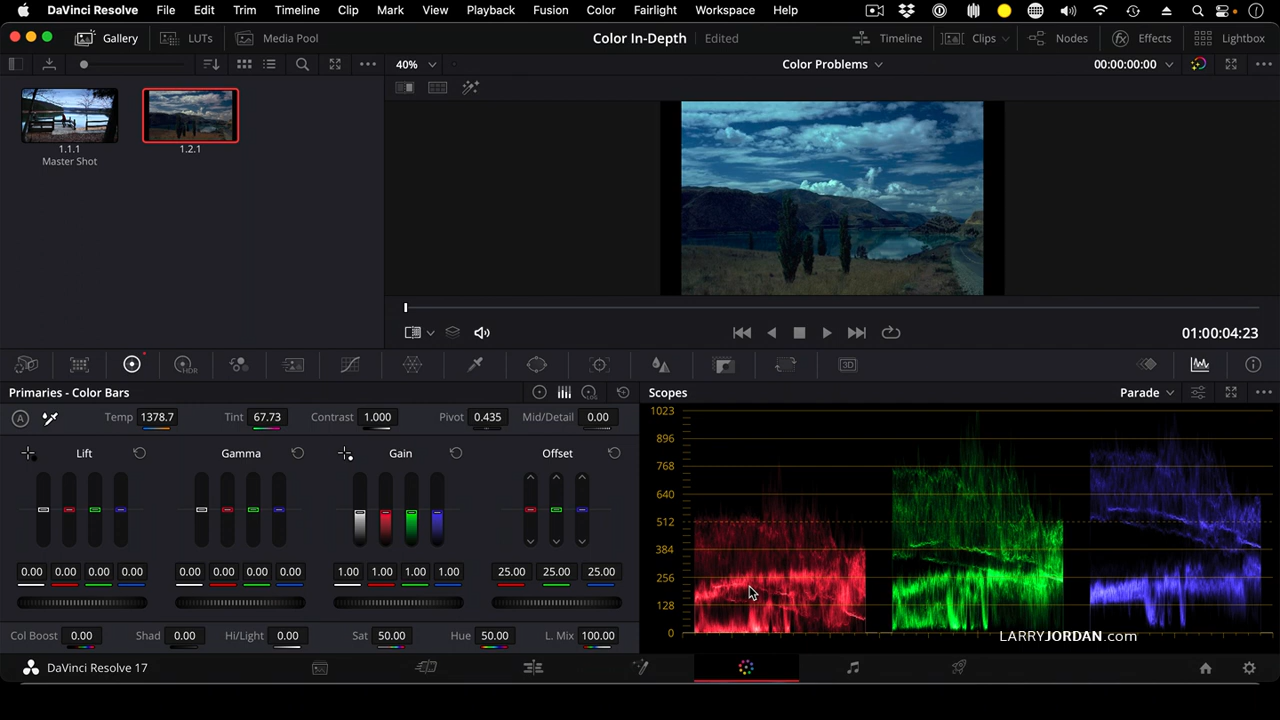 DaVinci Resolve File Edit Trim Timeline Clip Mark View Playback Fusion Color Fairlight Workspace Help
Gallery LUTs Media Pool Color In-Depth Edited Timeline Clips Nodes Effects Lightbox
40% Color Problems 00:00:00:00
1.1.1 1.2.1
Master Shot
01:00:04:23
HDR 3D
Primaries - Color Bars LOG Scopes Parade
A Temp 1378.7 Tint 67.73 Contrast 1.000 Pivot 0.435 Mid/Detail 0.00
Lift Gamma Gain Offset
0.00 0.00 0.00 0.00 0.00 0.00 0.00 0.00 1.00 1.00 1.00 1.00 25.00 25.00 25.00
Col Boost 0.00 Shad 0.00 Hi/Light 0.00 Sat 50.00 Hue 50.00 L. Mix 100.00
1023
896
768
640
512
384
256
128
0
LARRYJORDAN.com
DaVinci Resolve 17